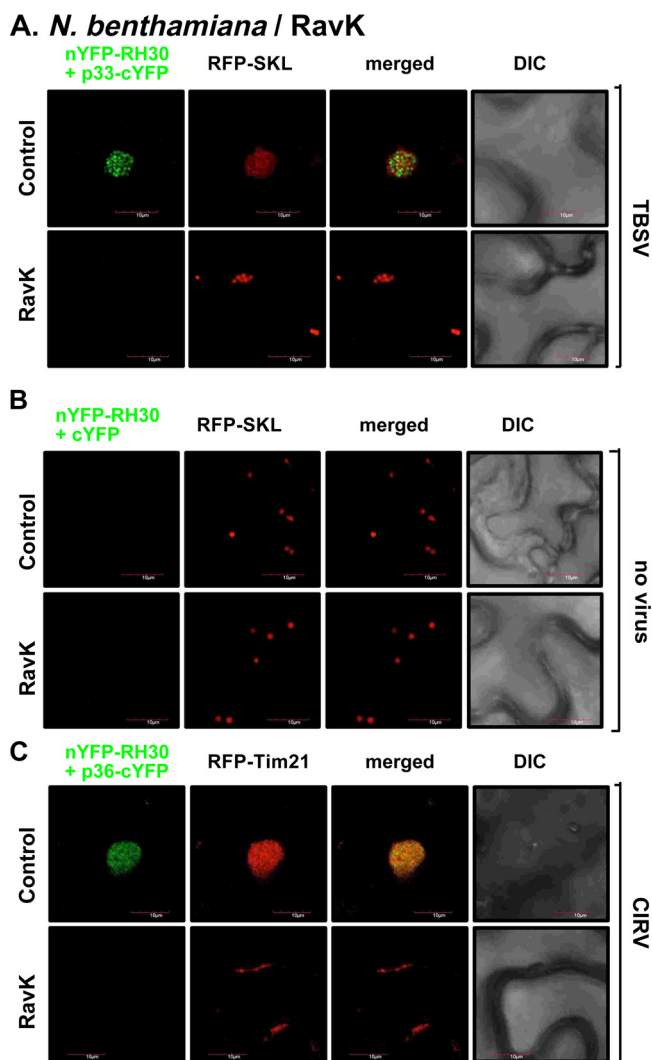 A. N. benthamiana / RavK
nYFP-RH30
+ p33-cYFP
RFP-SKL
merged
DIC
Control
10μm
10μm
10μm
10μm
RavK
10μm
10μm
10μm
10μm
TBSV
B
nYFP-RH30
+ cYFP
RFP-SKL
merged
DIC
Control
10μm
10μm
10μm
10μm
RavK
10μm
10μm
10μm
10μm
no virus
C
nYFP-RH30
+ p36-cYFP
RFP-Tim21
merged
DIC
Control
10μm
10μm
10μm
10μm
RavK
10μm
10μm
10μm
10μm
CIRV